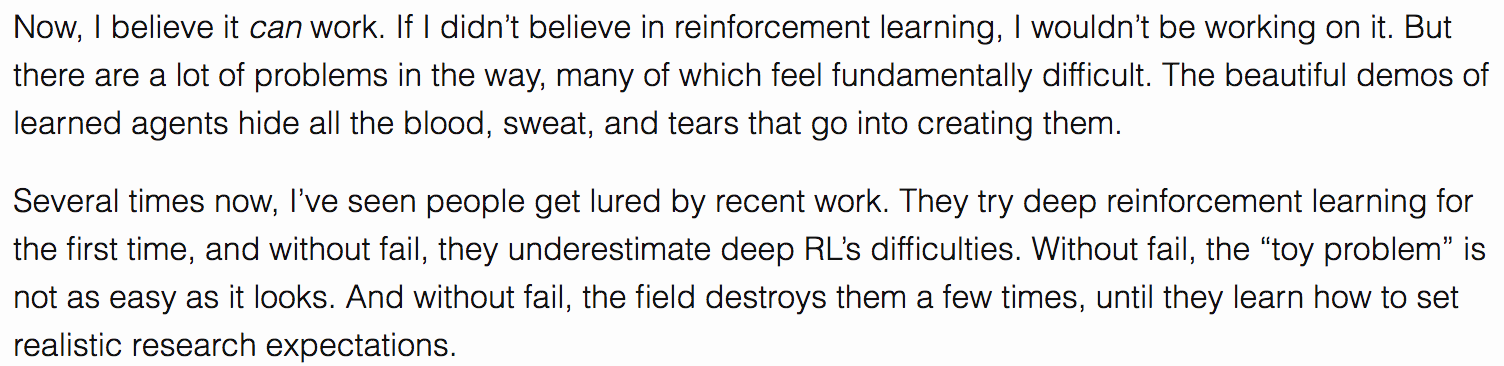 Now, I believe it can work. If I didn’t believe in reinforcement learning, I wouldn’t be working on it. But
there are a lot of problems in the way, many of which feel fundamentally difficult. The beautiful demos of
learned agents hide all the blood, sweat, and tears that go into creating them.
Several times now, I’ve seen people get lured by recent work. They try deep reinforcement learning for
the first time, and without fail, they underestimate deep RL’s difficulties. Without fail, the “toy problem” is
not as easy as it looks. And without fail, the field destroys them a few times, until they learn how to set
realistic research expectations.